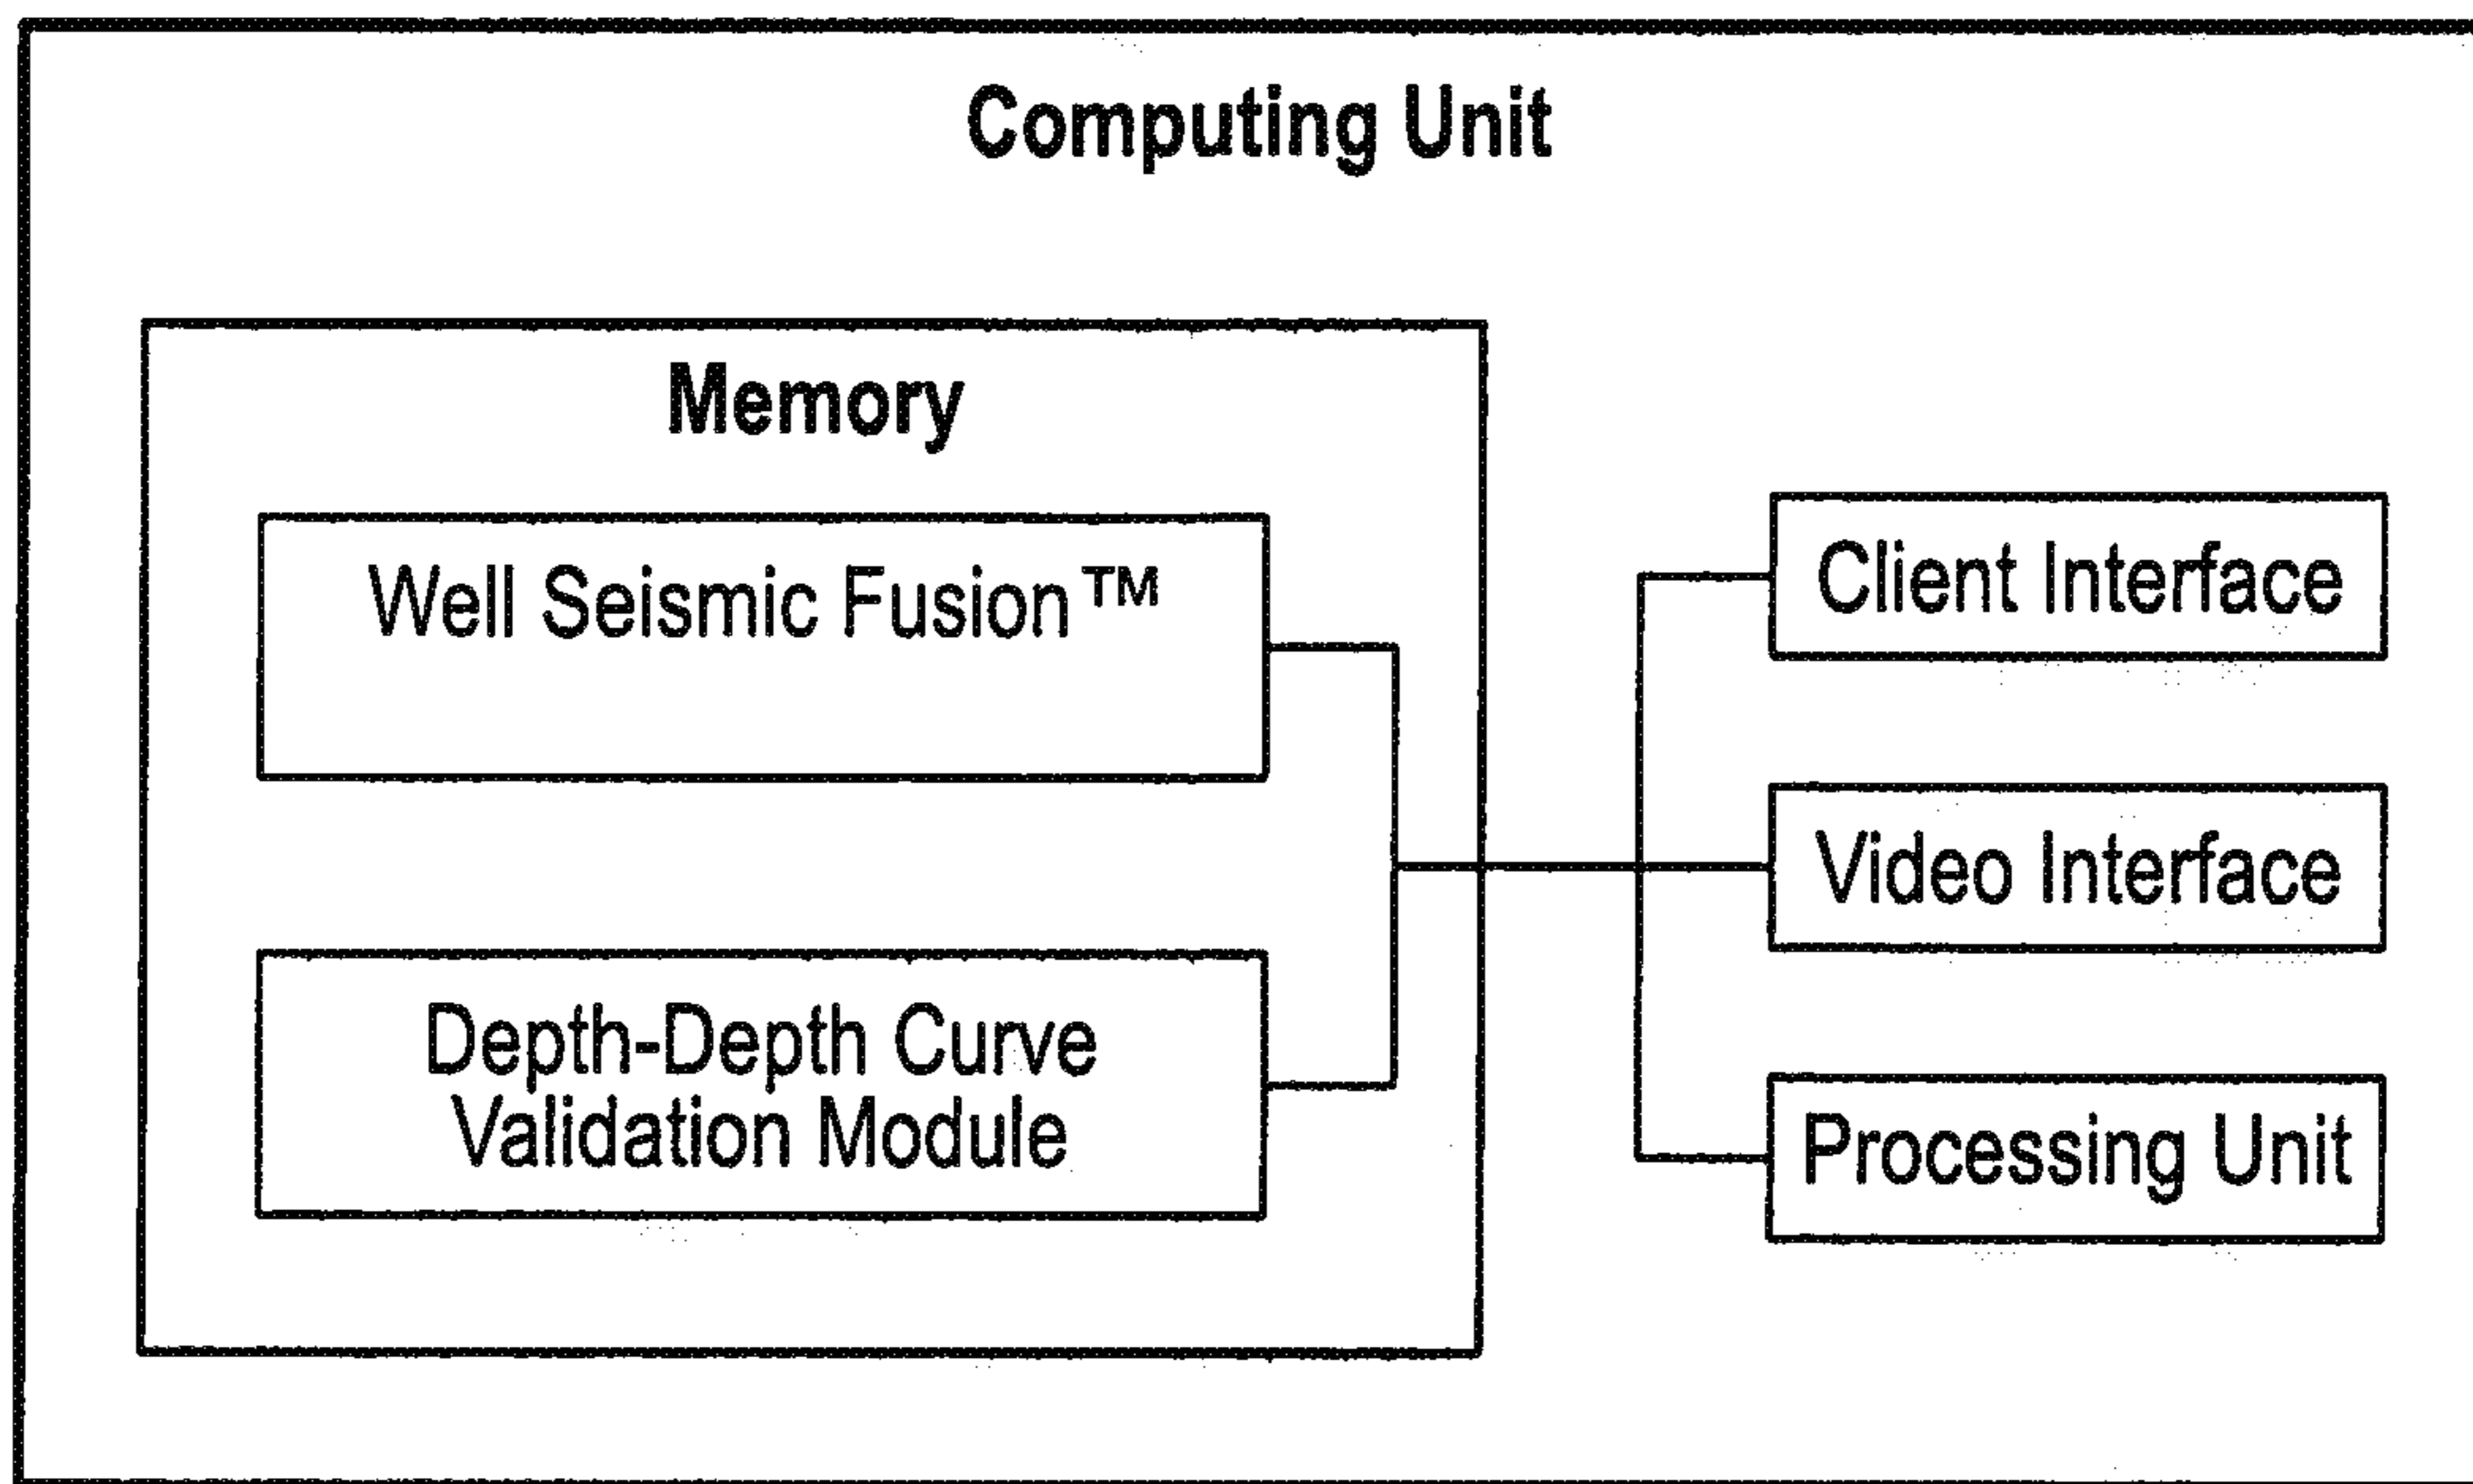 Computing Unit
Memory
Well Seismic Fusion™
Depth-Depth Curve
Validation Module
Client Interface
Video Interface
Processing Unit